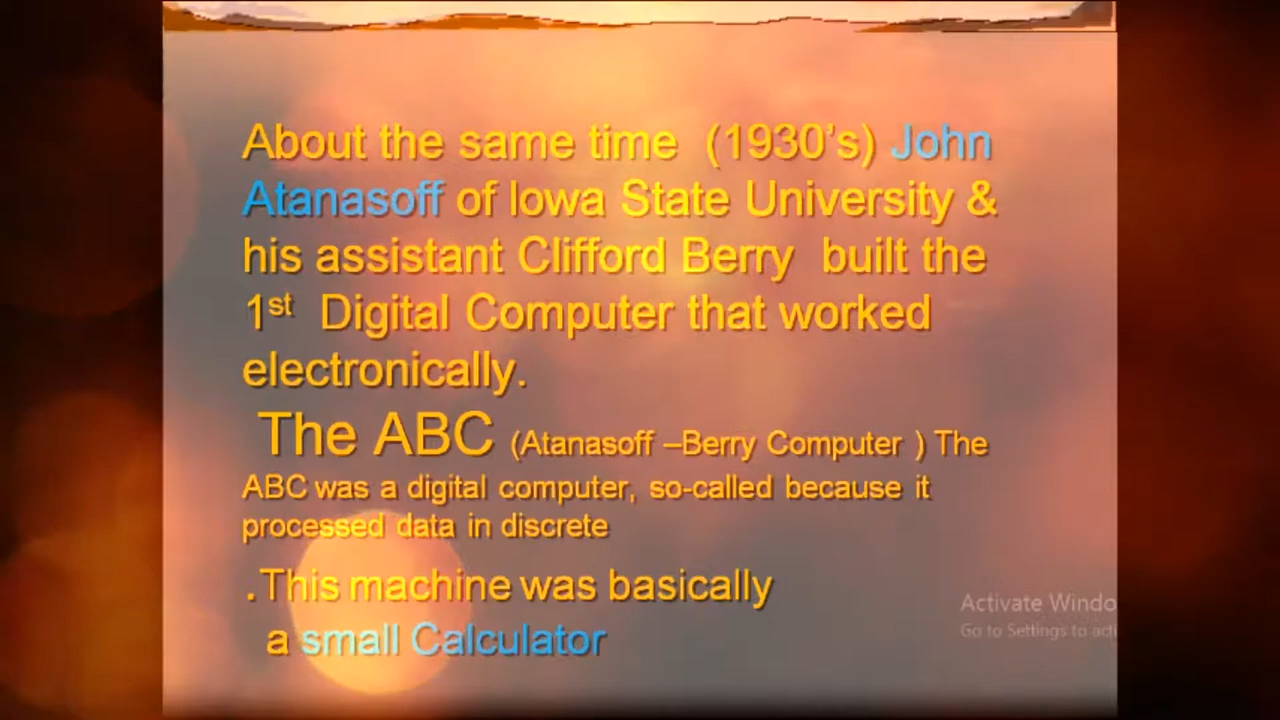 About the same time (1930's) John
Atanasoff of Iowa State University &
his assistant Clifford Berry built the
1st Digital Computer that worked
electronically.
The ABC (Atanasoff –Berry Computer ) The
ABC was a digital computer, so-called because it
processed data in discrete
.This machine was basically
a small Calculator
Activate Windo
Go to Settings to acti